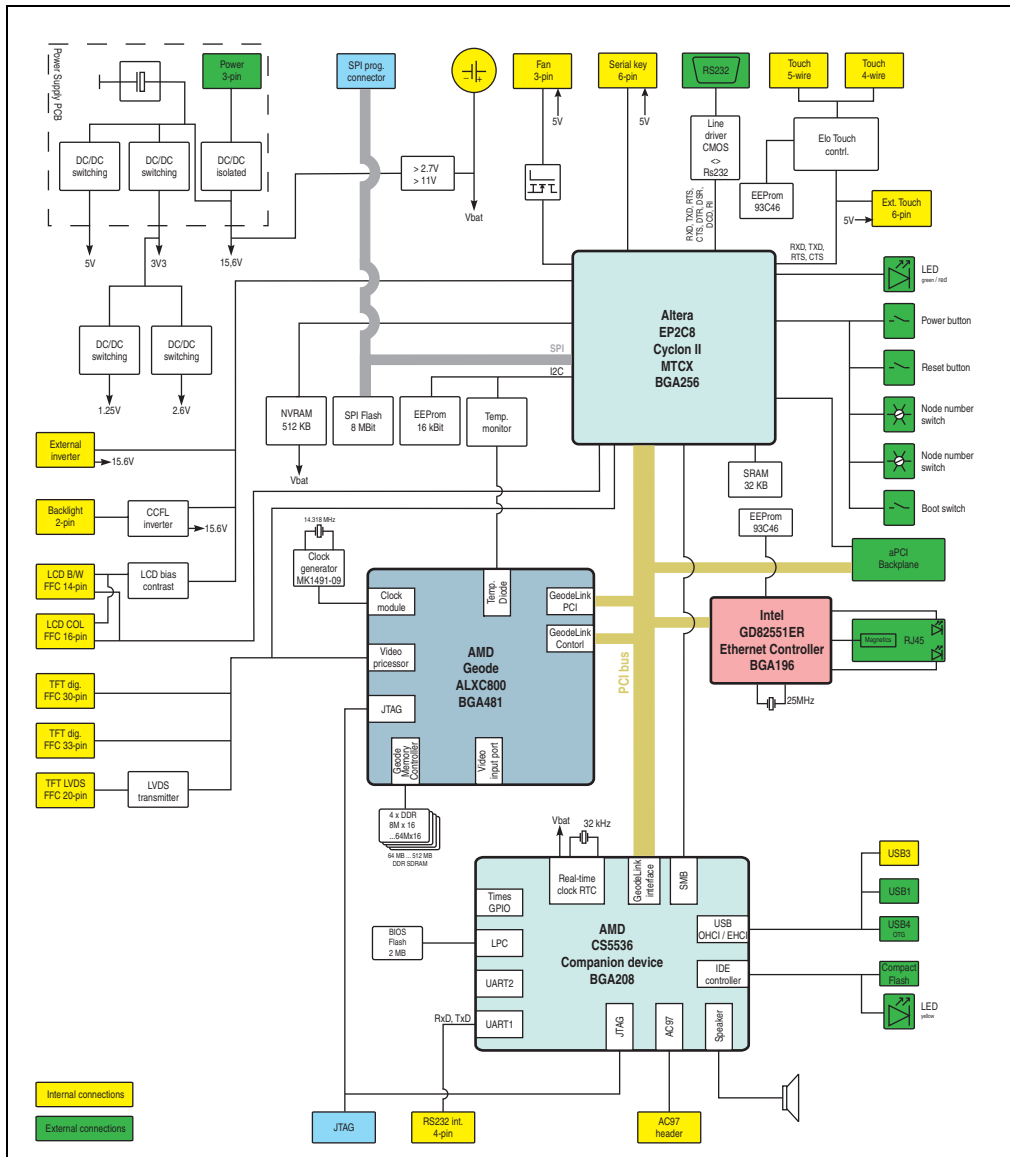 Power Supply PCB
Power
3-pin
DC/DC
switching
DC/DC
switching
DC/DC
isolated
5V
3V3
15,6V
DC/DC
switching
DC/DC
switching
1.25V
2.6V
SPI prog.
connector
> 2.7V
> 11V
Vbat
Fan
3-pin
5V
Serial key
6-pin
5V
RS232
Line
driver
CMOS
<>
Rs232
RXD, TXD, RTS,
CTS, DTR, DSR,
DCD, RI
Touch
5-wire
Touch
4-wire
Elo Touch
contrl.
EEProm
93C46
5V
Ext. Touch
6-pin
RXD, TXD,
RTS, CTS
Altera
EP2C8
Cyclon II
MTCX
BGA256
SPI
I2C
LED
green / red
Power button
Reset button
Node number
switch
Node number
switch
Boot switch
NVRAM
512 KB
Vbat
SPI Flash
8 MBit
EEProm
16 kBit
Temp.
monitor
SRAM
32 KB
EEProm
93C46
aPCI
Backplane
External
inverter
15.6V
Backlight
2-pin
CCFL
inverter
15.6V
LCD B/W
FFC 14-pin
LCD bias
contrast
LCD COL
FFC 16-pin
TFT dig.
FFC 30-pin
TFT dig.
FFC 33-pin
TFT LVDS
FFC 20-pin
LVDS
transmitter
14.318 MHz
Clock
generator
MK1491-09
Clock
module
Temp.
Diode
GeodeLink
PCI
GeodeLink
Contorl
Video
pricessor
JTAG
AMD
Geode
ALXC800
BGA481
Geode
Memory
Controller
Video
input port
4 x DDR
8M x 16
...64Mx16
64 MB ... 512 MB
DDR SDRAM
PCI bus
Intel
GD82551ER
Ethernet Controller
BGA196
25MHz
Magnetics
RJ45
Vbat
32 kHz
Real-time
clock RTC
GeodeLink
interface
SMB
Times
GPIO
BIOS
Flash
2 MB
LPC
UART2
UART1
RxD, TxD
AMD
CS5536
Companion device
BGA208
USB
OHCI / EHCI
IDE
controller
JTAG
AC97
Speaker
USB3
USB1
USB4
OTG
Compact
Flash
LED
yellow
Internal connections
External connections
JTAG
RS232 int.
4-pin
AC97
header